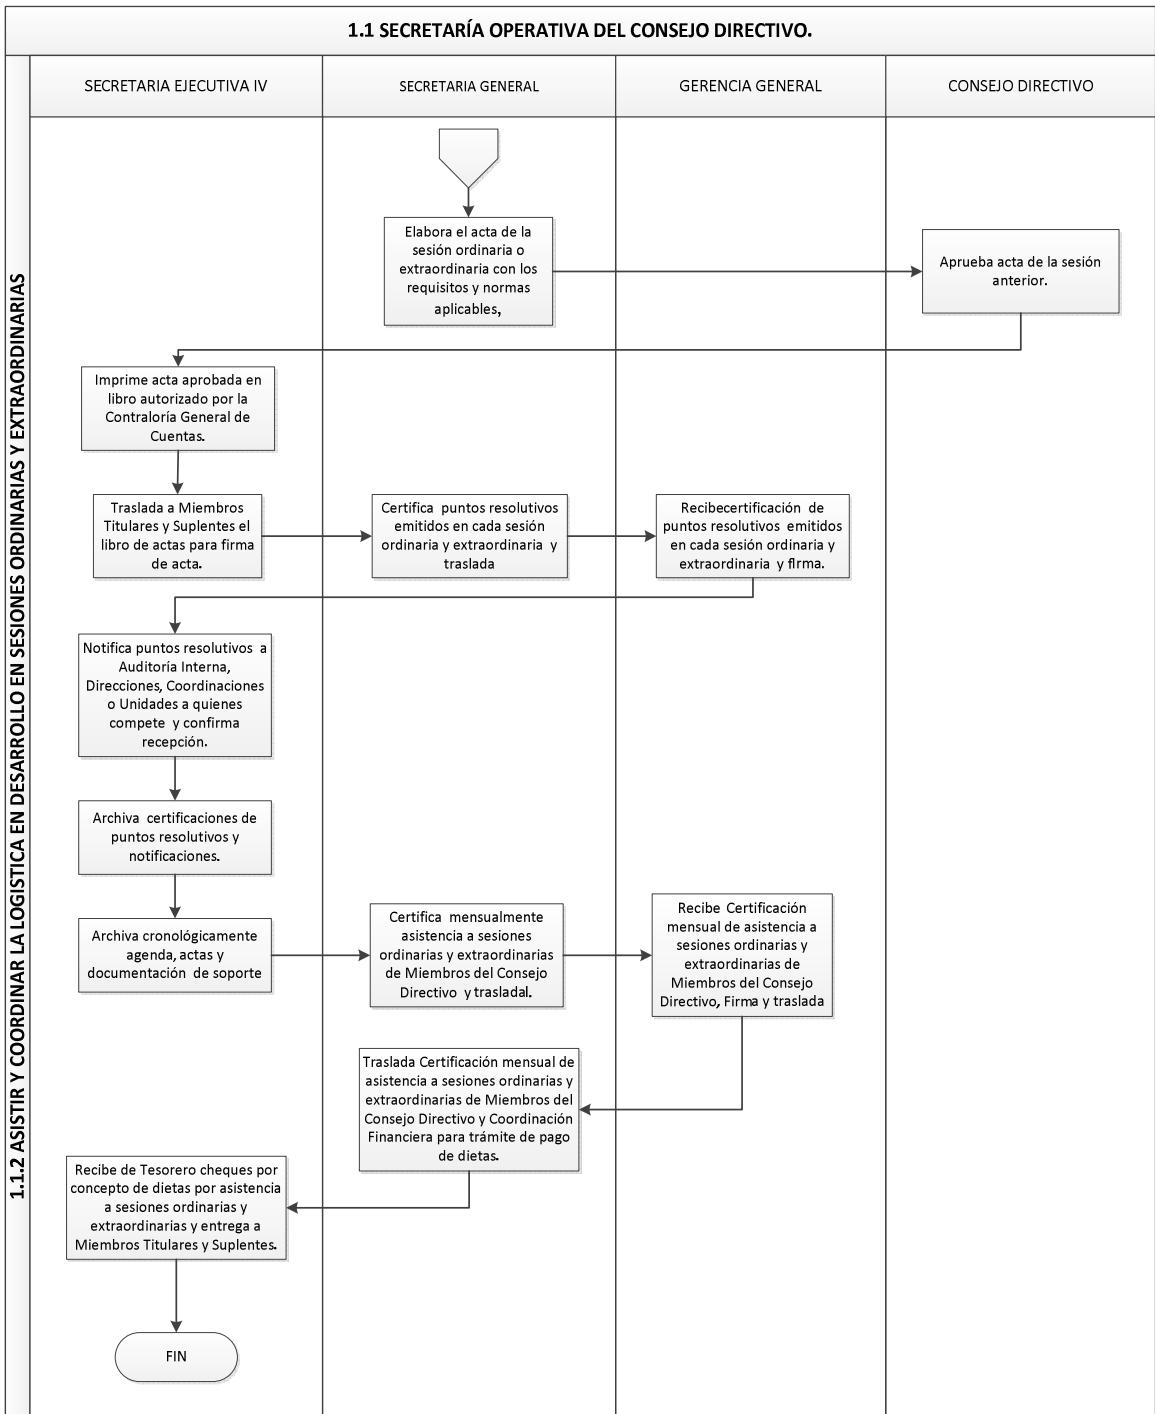 1.1 SECRETARÍA OPERATIVA DEL CONSEJO DIRECTIVO.
1.1.2 ASISTIR Y COORDINAR LA LOGISTICA EN DESARROLLO EN SESIONES ORDINARIAS Y EXTRAORDINARIAS
SECRETARIA EJECUTIVA IV
SECRETARIA GENERAL
GERENCIA GENERAL
CONSEJO DIRECTIVO
Elabora el acta de la
sesión ordinaria o
extraordinaria con los
requisitos y normas
aplicables,
Aprueba acta de la sesión
anterior.
Imprime acta aprobada en
libro autorizado por la
Contraloría General de
Cuentas.
Traslada a Miembros
Titulares y Suplentes el
libro de actas para firma
de acta.
Certifica puntos resolutivos
emitidos en cada sesión
ordinaria y extraordinaria y
traslada
Recibecertificación de
puntos resolutivos emitidos
en cada sesión ordinaria y
extraordinaria y firma.
Notifica puntos resolutivos a
Auditoría Interna,
Direcciones, Coordinaciones
o Unidades a quienes
compete y confirma
recepción.
Archiva certificaciones de
puntos resolutivos y
notificaciones.
Archiva cronológicamente
agenda, actas y
documentación de soporte
Certifica mensualmente
asistencia a sesiones
ordinarias y extraordinarias
de Miembros del Consejo
Directivo y trasladal.
Recibe Certificación
mensual de asistencia a
sesiones ordinarias y
extraordinarias de
Miembros del Consejo
Directivo, Firma y traslada
Traslada Certificación mensual de
asistencia a sesiones ordinarias y
extraordinarias de Miembros del
Consejo Directivo y Coordinación
Financiera para trámite de pago
de dietas.
Recibe de Tesorero cheques por
concepto de dietas por asistencia
a sesiones ordinarias y
extraordinarias y entrega a
Miembros Titulares y Suplentes.
FIN